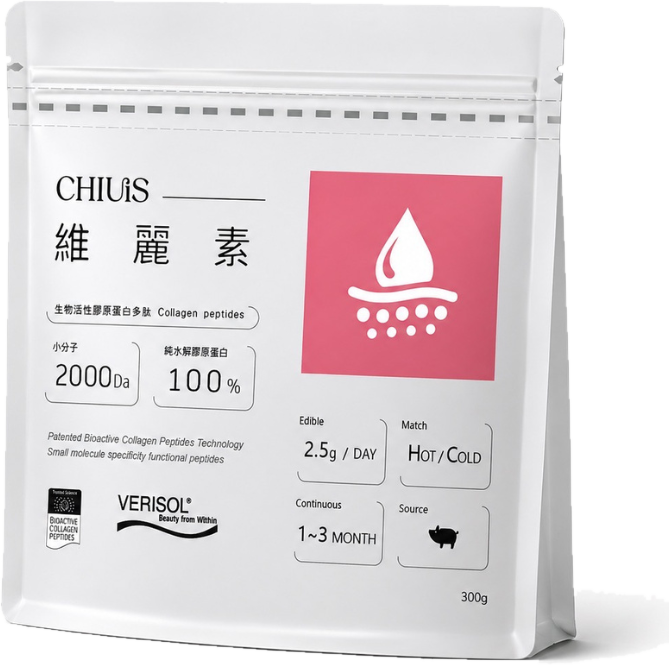 CHIUiS
維麗素
生物活性膠原蛋白多肽 Collagen peptides
小分子
2000Da
純水解膠原蛋白
100%
Patented Bioactive Collagen Peptides Technology
Small molecule specificity functional peptides
Trusted Science
BIOACTIVE
COLLAGEN
PEPTIDES
VERISOL®
Beauty from Within
Edible
2.5g / DAY
Match
HOT/COLD
Continuous
1~3 MONTH
Source
300g